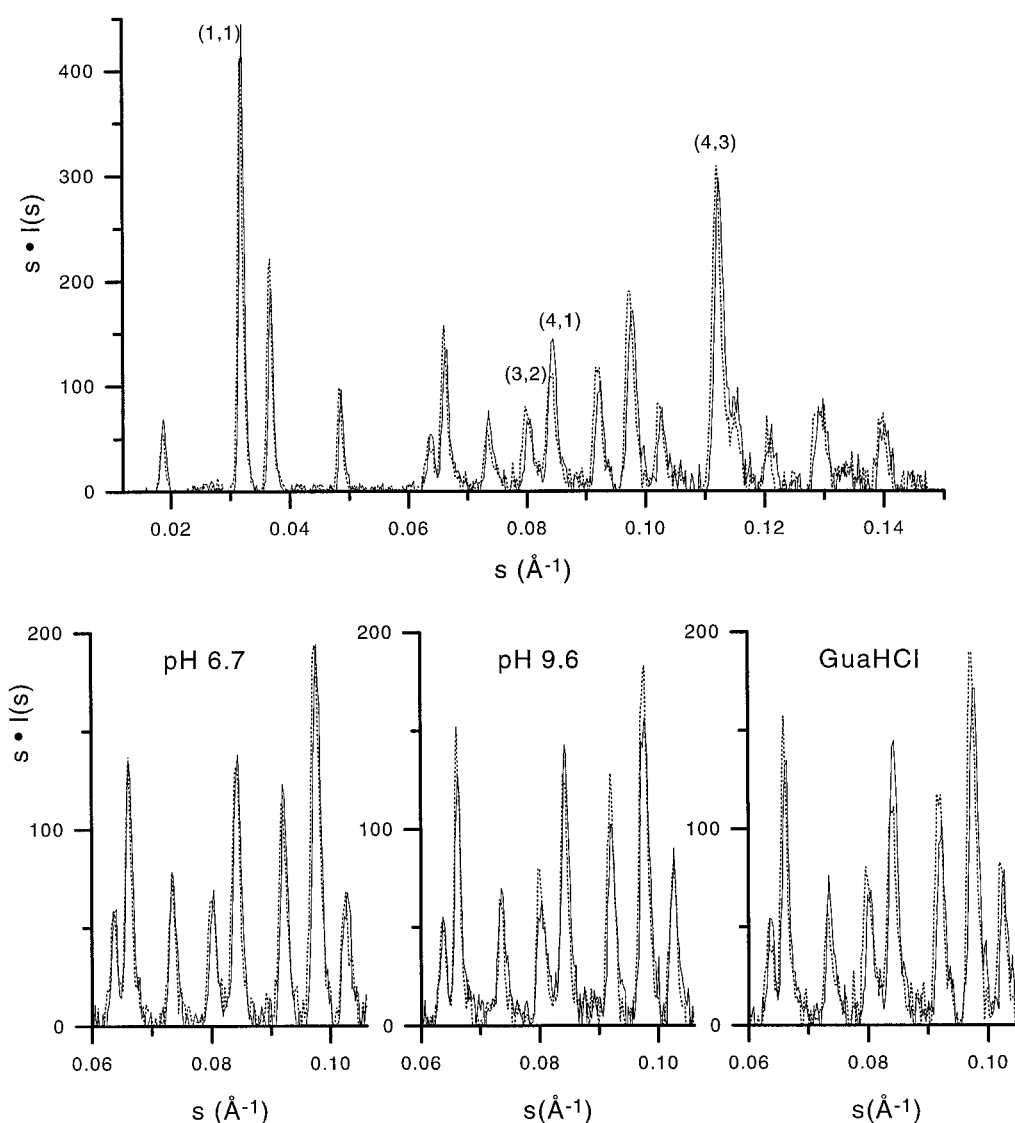 (1,1)
(4,3)
(4,1)
(3,2)
s • I(s)
400
300
200
100
0
0.02 0.04 0.06 0.08 0.10 0.12 0.14
s (Å-1)
pH 6.7 pH 9.6 GuaHCl
s • I(s)
200 200 200
100 100 100
0 0 0
0.06 0.08 0.10 0.06 0.08 0.10 0.06 0.08 0.10
s (Å-1) s(Å-1) s(Å-1)